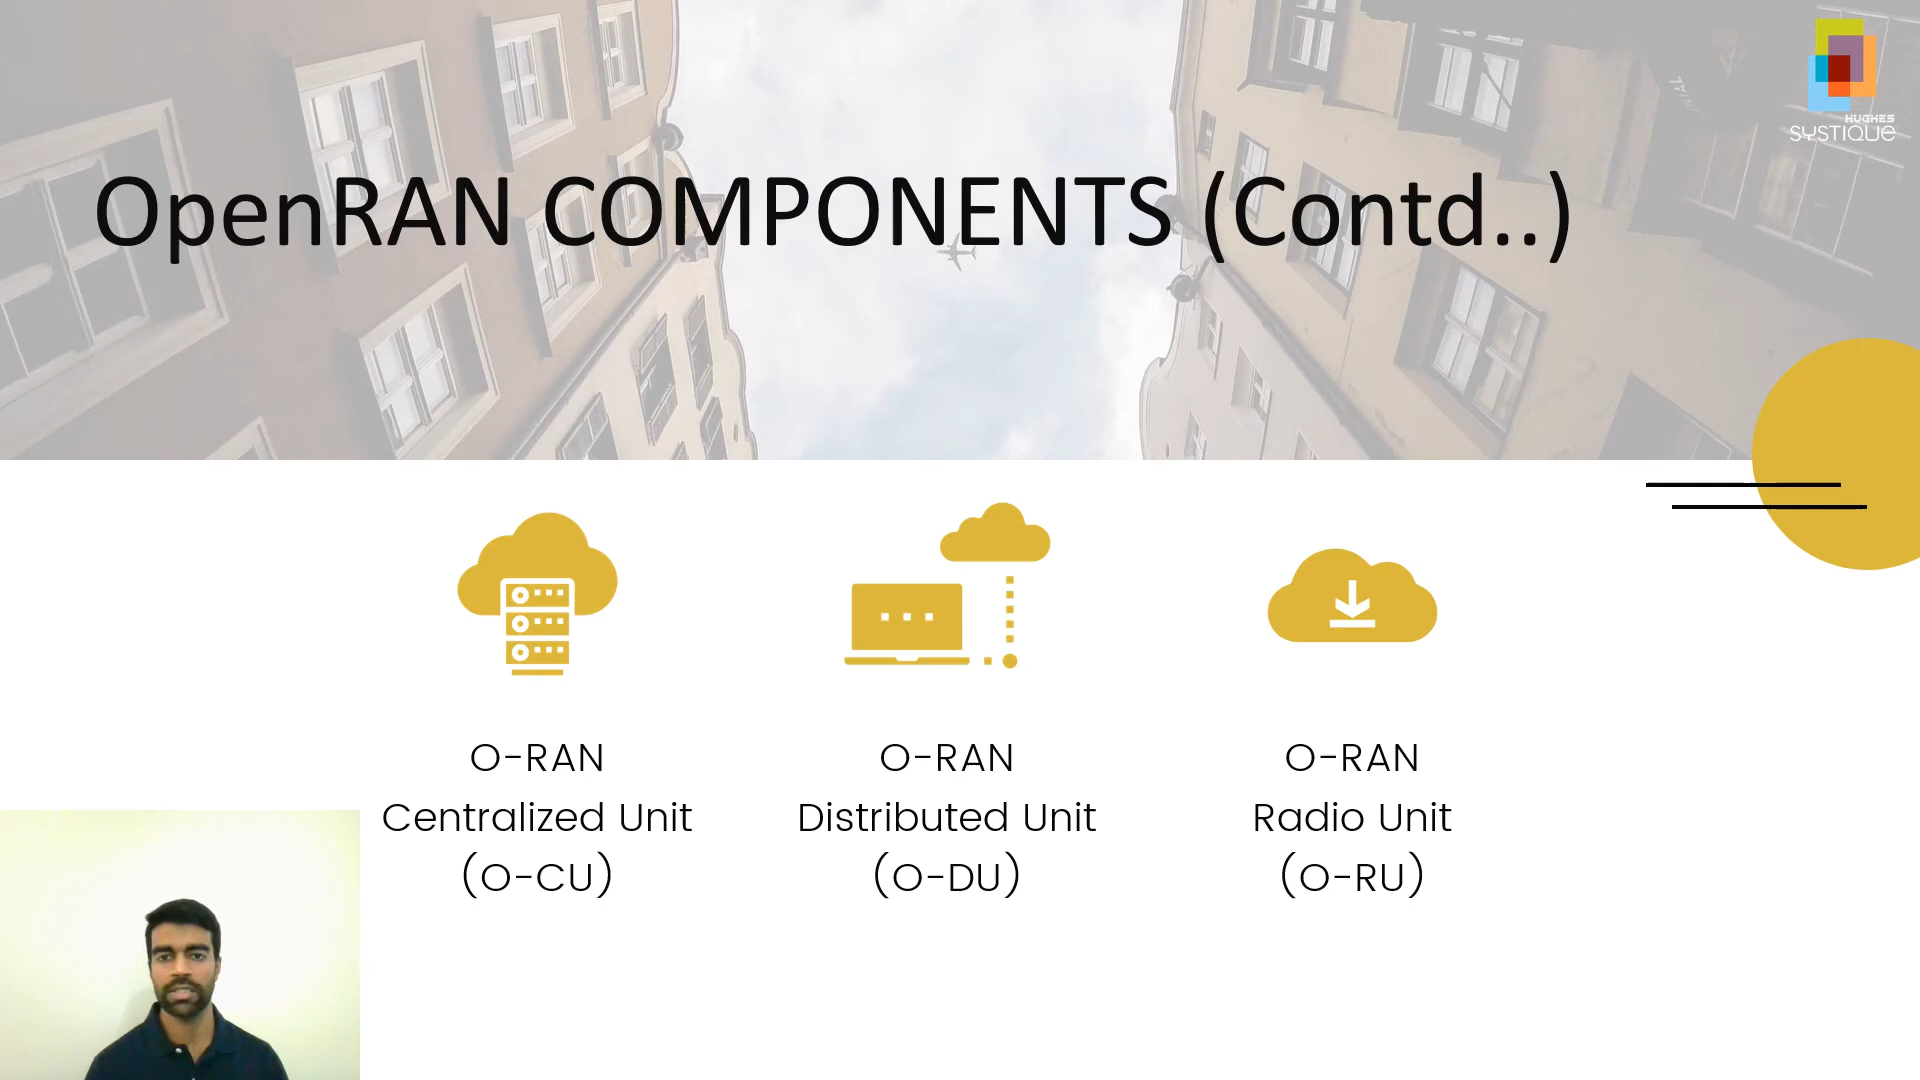 HUGHES
SYSTIQUE
OpenRAN COMPONENTS (Contd..)
O-RAN
Centralized Unit
(O-CU)
O-RAN
Distributed Unit
(O-DU)
O-RAN
Radio Unit
(O-RU)